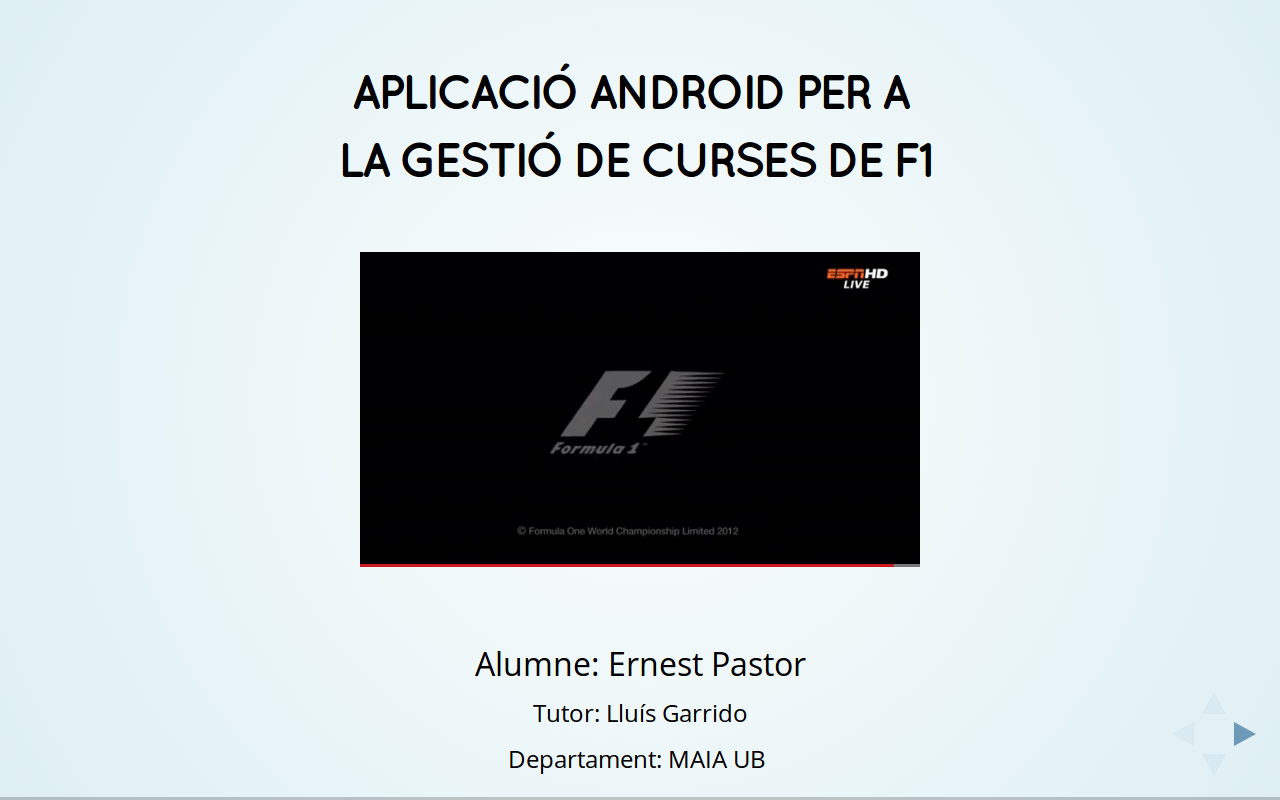 APLICACIÓ ANDROID PER A
LA GESTIÓ DE CURSES DE F1
ESPN HD
LIVE
F1
Formula 1™
© Formula One World Championship Limited 2012
Alumne: Ernest Pastor
Tutor: Lluís Garrido
Departament: MAIA UB